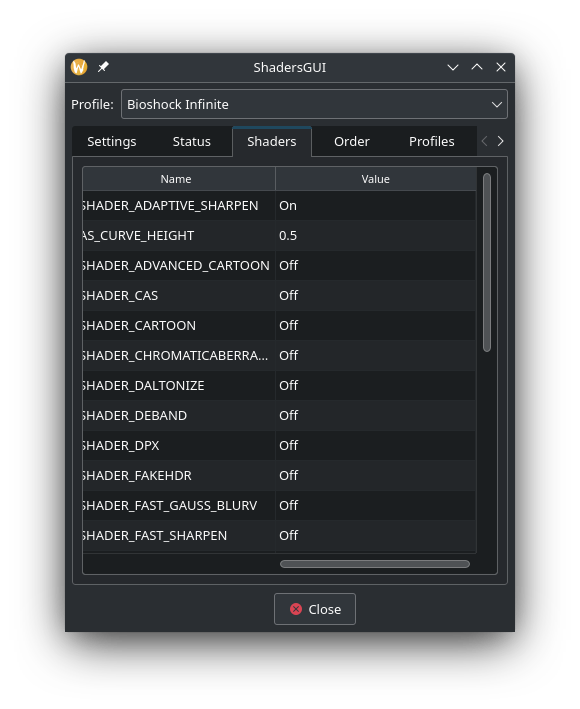 ShadersGUI
Profile: Bioshock Infinite
Settings Status Shaders Order Profiles
Name Value
SHADER_ADAPTIVE_SHARPEN On
AS_CURVE_HEIGHT 0.5
SHADER_ADVANCED_CARTOON Off
SHADER_CAS Off
SHADER_CARTOON Off
SHADER_CHROMATICABERRA... Off
SHADER_DALTONIZE Off
SHADER_DEBAND Off
SHADER_DPX Off
SHADER_FAKEHDR Off
SHADER_FAST_GAUSS_BLURV Off
SHADER_FAST_SHARPEN Off
Close